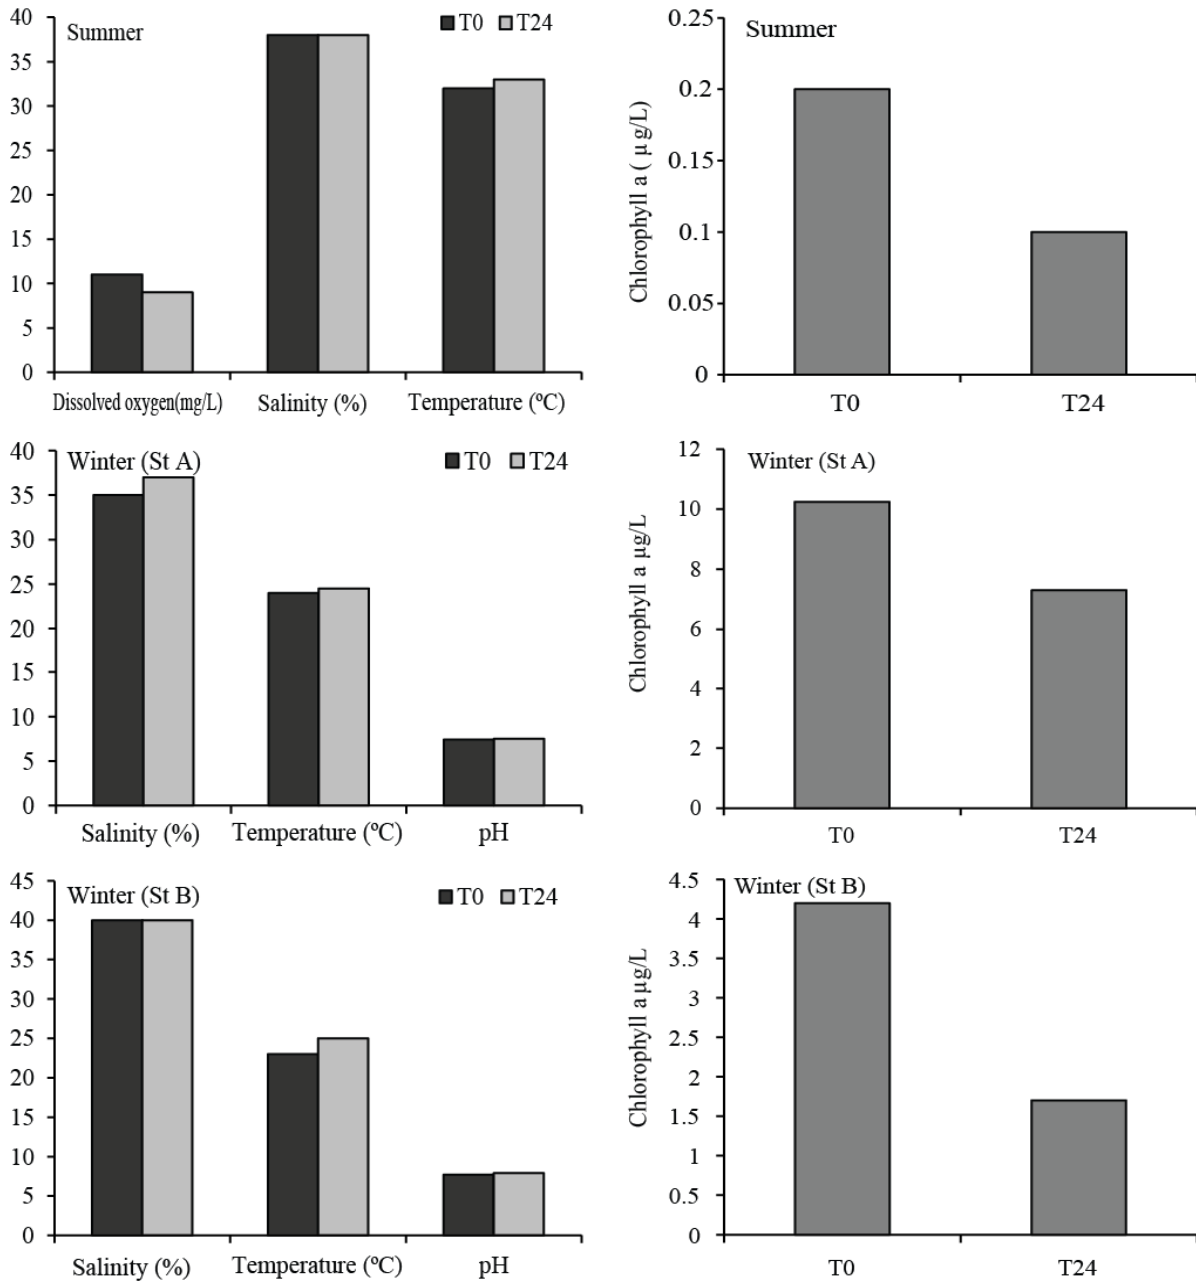 Summer
T0 T24
40
35
30
25
20
15
10
5
0
Dissolved oxygen(mg/L) Salinity (%) Temperature (ºC)
Summer
Chlorophyll a ( µ g/L)
0.25
0.2
0.15
0.1
0.05
0
T0 T24
Winter (St A)
T0 T24
40
35
30
25
20
15
10
5
0
Salinity (%) Temperature (ºC) pH
Winter (St A)
Chlorophyll a µg/L
12
10
8
6
4
2
0
T0 T24
Winter (St B)
T0 T24
45
40
35
30
25
20
15
10
5
0
Salinity (%) Temperature (ºC) pH
Winter (St B)
Chlorophyll a µg/L
4.5
4
3.5
3
2.5
2
1.5
1
0.5
0
T0 T24